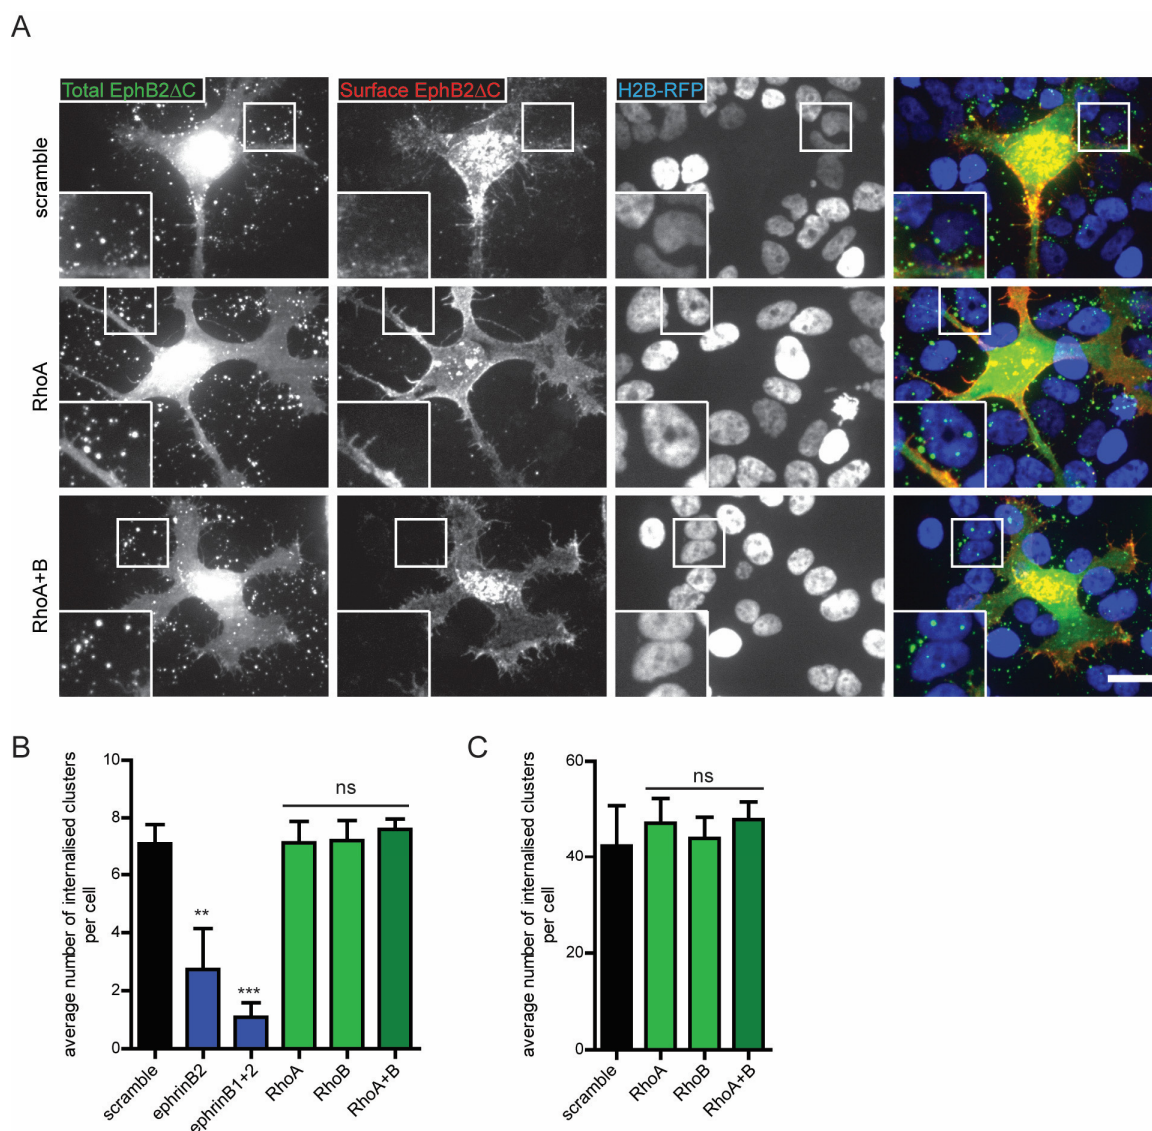 A
Total EphB2ΔC
Surface EphB2ΔC
H2B-RFP
scramble
RhoA
RhoA+B
B
average number of internalised clusters
per cell
10
8
6
4
2
0
**
***
ns
scramble
ephrinB2
ephrinB1+2
RhoA
RhoB
RhoA+B
C
average number of internalised clusters
per cell
60
40
20
0
ns
scramble
RhoA
RhoB
RhoA+B